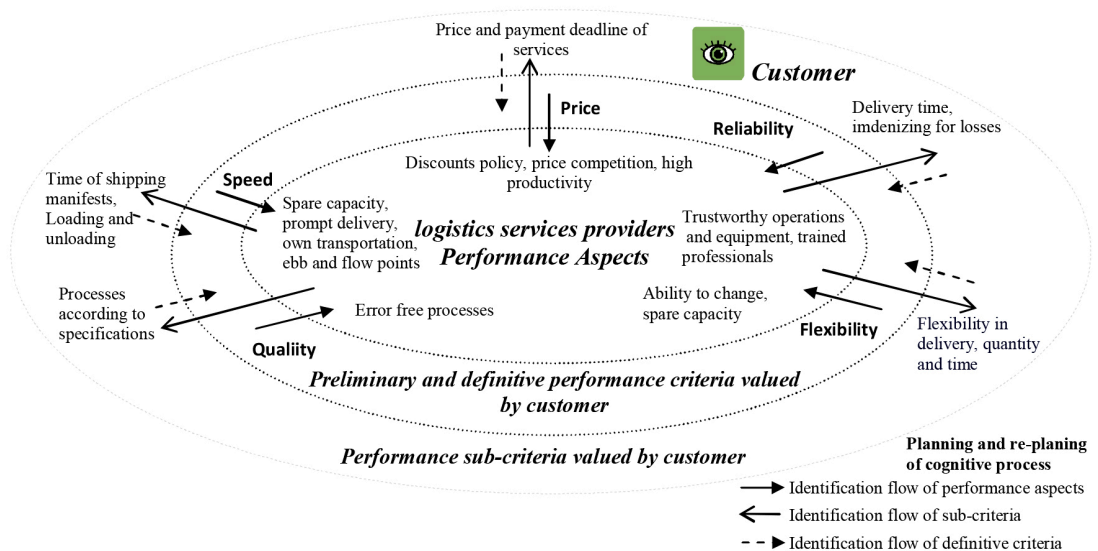 Price and payment deadline of
services
Customer
Price
Reliability
Delivery time,
imdenizing for losses
Discounts policy, price competition, high
productivity
Time of shipping
manifests,
Loading and
unloading
Speed
Spare capacity,
prompt delivery,
own transportation,
ebb and flow points
logistics services providers
Performance Aspects
Trustworthy operations
and equipment, trained
professionals
Processes
according to
specifications
Error free processes
Qualiity
Ability to change,
spare capacity
Flexibility
Flexibility in
delivery, quantity
and time
Preliminary and definitive performance criteria valued
by customer
Performance sub-criteria valued by customer
Planning and re-planing
of cognitive process
Identification flow of performance aspects
Identification flow of sub-criteria
Identification flow of definitive criteria